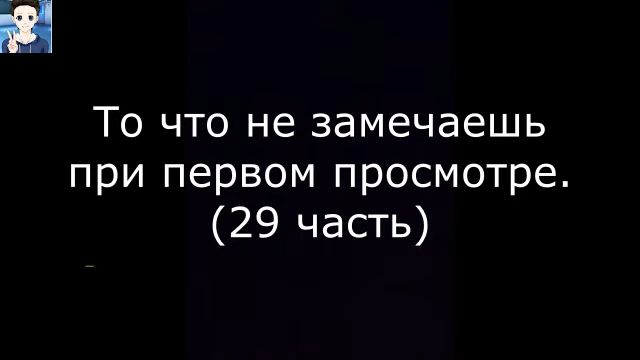 То что не замечаешь
при первом просмотре.
(29 часть)